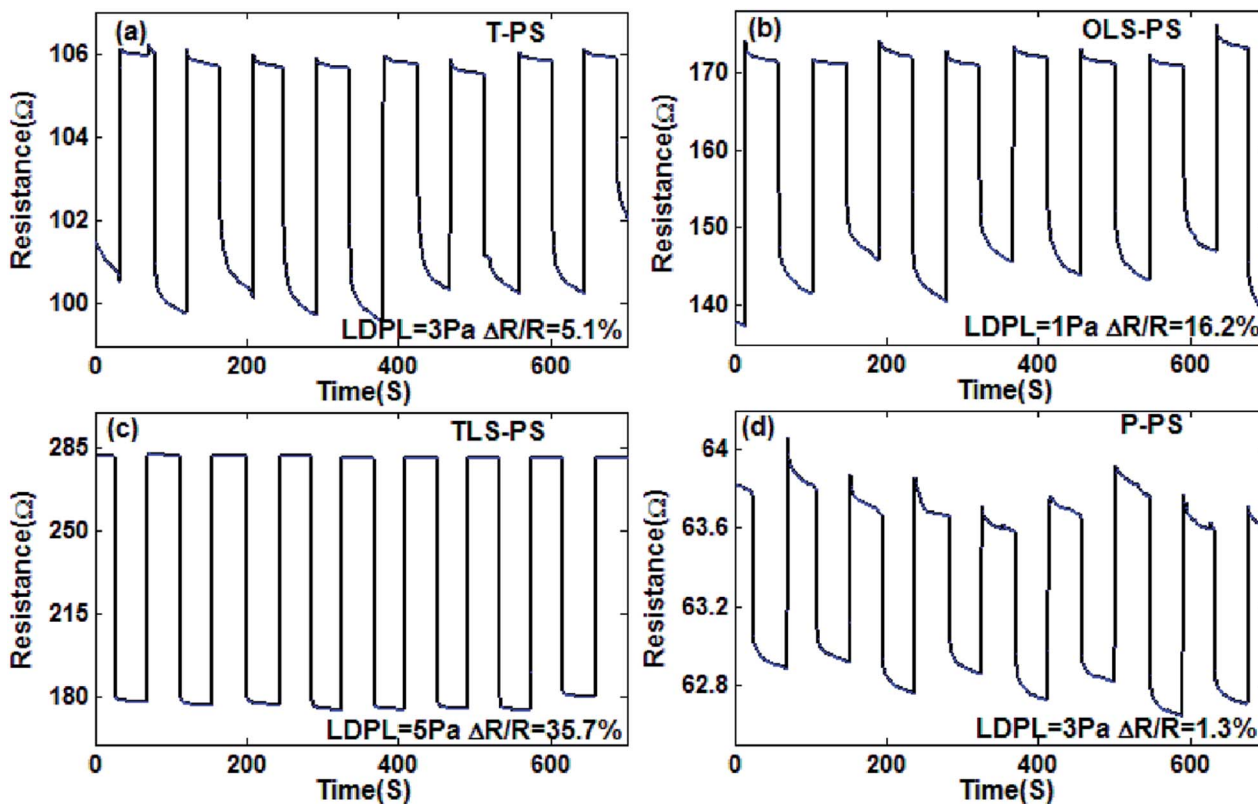 (a)
T-PS
106
104
102
100
Resistance(Ω)
LDPL=3Pa ΔR/R=5.1%
0
200
400
600
Time(S)
(b)
OLS-PS
170
160
150
140
Resistance(Ω)
LDPL=1Pa ΔR/R=16.2%
0
200
400
600
Time(S)
(c)
TLS-PS
285
250
215
180
Resistance(Ω)
LDPL=5Pa ΔR/R=35.7%
0
200
400
600
Time(S)
(d)
P-PS
64
63.6
63.2
62.8
Resistance(Ω)
LDPL=3Pa ΔR/R=1.3%
0
200
400
600
Time(S)